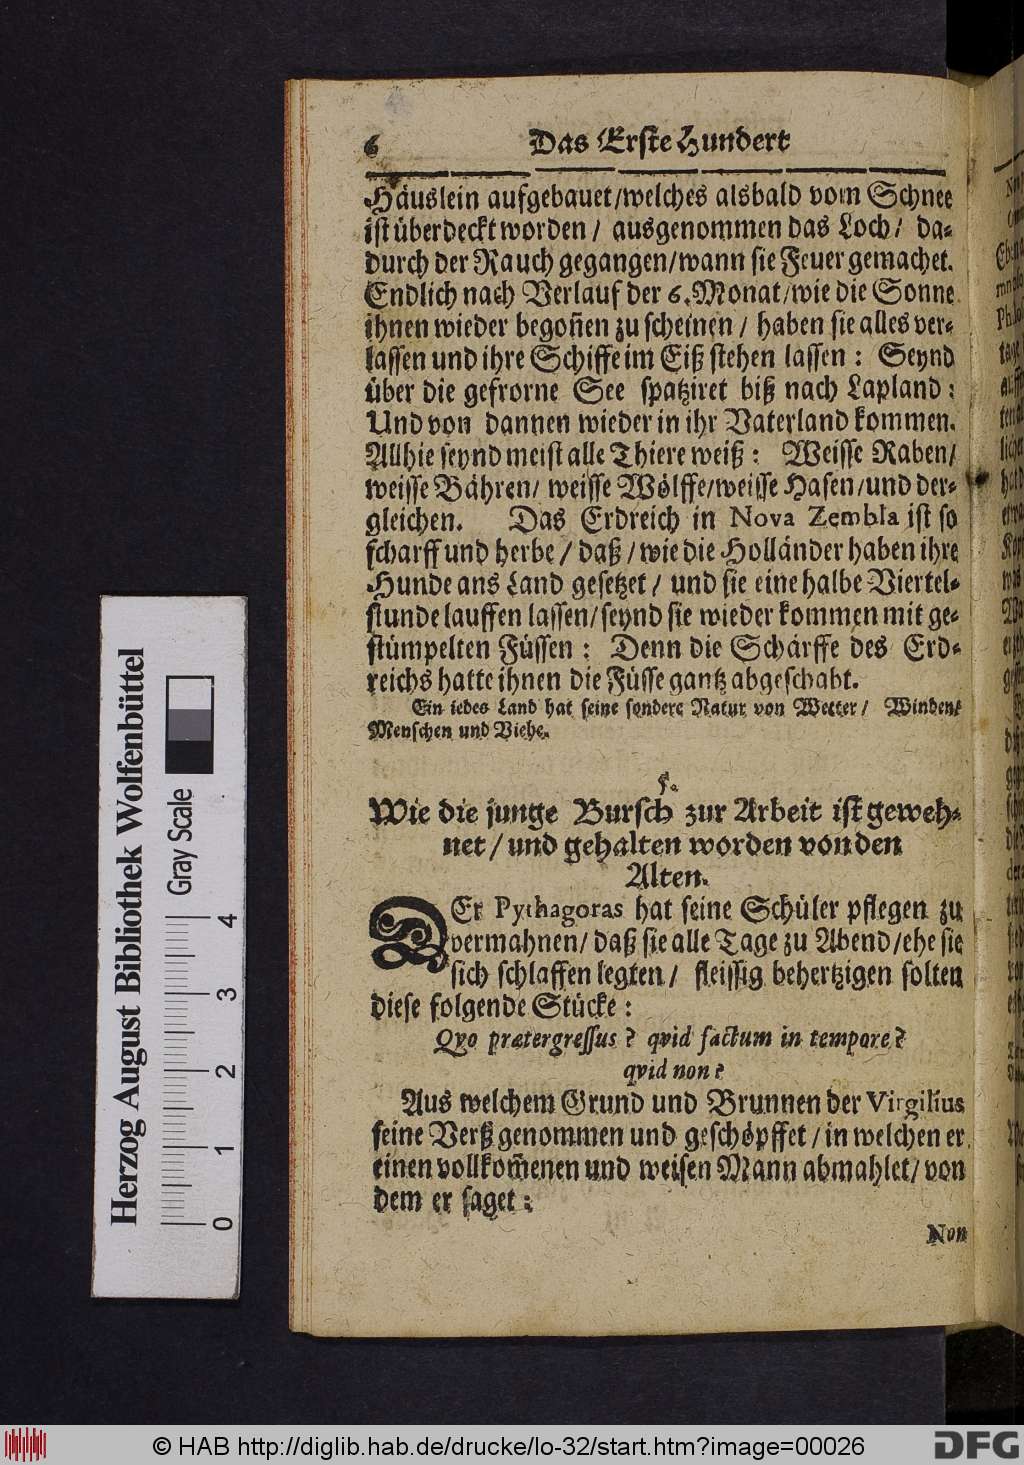 6 Das Erste Hundert
Häuslein aufgebauet/welches alsbald vom Schnee
ist überdeckt worden / ausgenommen das Loch / da-
durch der Rauch gegangen/wann sie Feuer gemachet.
Endlich nach Verlauf der 6. Monat/wie die Sonne
ihnen wieder begoñen zu scheinen / haben sie alles ver-
lassen und ihre Schiffe im Eiß stehen lassen : Seynd
über die gefrorne See spatziret biß nach Lapland :
Und von dannen wieder in ihr Vaterland kommen.
Allhie seynd meist alle Thiere weiß : Weisse Raben/
weisse Bähren/ weisse Wölffe/weisse Hasen/und der-
gleichen. Das Erdreich in Nova Zembla ist so
scharff und herbe / daß / wie die Holländer haben ihre
Hunde ans Land gesetzet / und sie eine halbe Viertel-
stunde lauffen lassen/seynd sie wieder kommen mit ge-
stümpelten Füssen : Denn die Schärffe des Erd-
reichs hatte ihnen die Füsse gantz abgeschabt.
Ein iedes Land hat seine sondere Natur von Wetter / Winden/
Menschen und Viehe.
5.
Wie die junge Bursch zur Arbeit ist geweh-
net / und gehalten worden von den
Alten.
DEr Pythagoras hat seine Schüler pflegen zu
vermahnen/ daß sie alle Tage zu Abend/ehe sie
sich schlaffen legten / fleissig behertzigen solten
diese folgende Stücke :
Qvo prætergressus ? qvid factum in tempore ?
qvid non ?
Aus welchem Grund und Brunnen der Virgilius
seine Verß genommen und geschöpffet / in welchen er
einen vollkom̃enen und weisen Mann abmahlet/ von
dem er saget :
Non
Herzog August Bibliothek Wolfenbüttel
Gray Scale
0 1 2 3 4
© HAB http://diglib.hab.de/drucke/lo-32/start.htm?image=00026
DFG